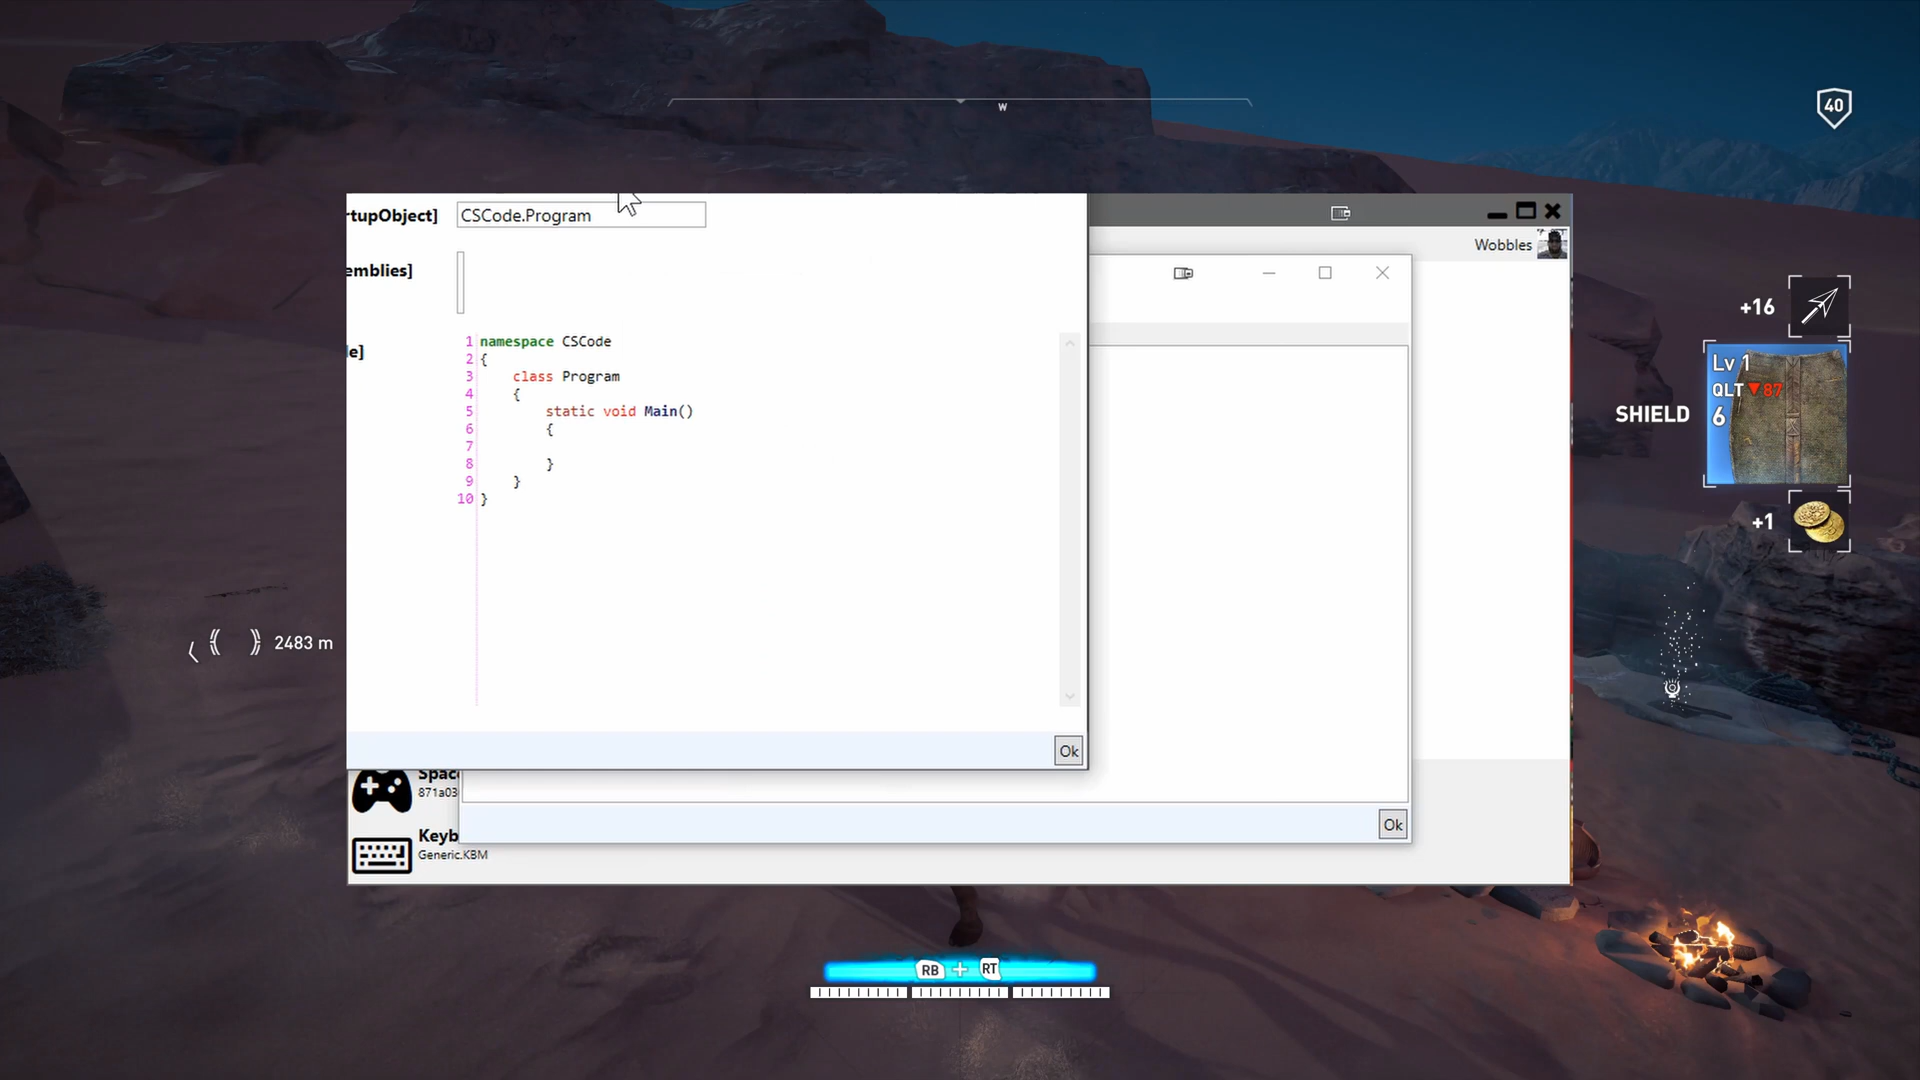 W
40
rtupObject] CSCode.Program
Wobbles
emblies]
+16
e]
1 namespace CSCode
2 {
3 class Program
4 {
5 static void Main()
6 {
7
8 }
9 }
10 }
Lv 1
QLT ▼87
SHIELD 6
+1
2483 m
Ok
Spac
871a03
Ok
Keyb
Generic.KBM
RB + RT